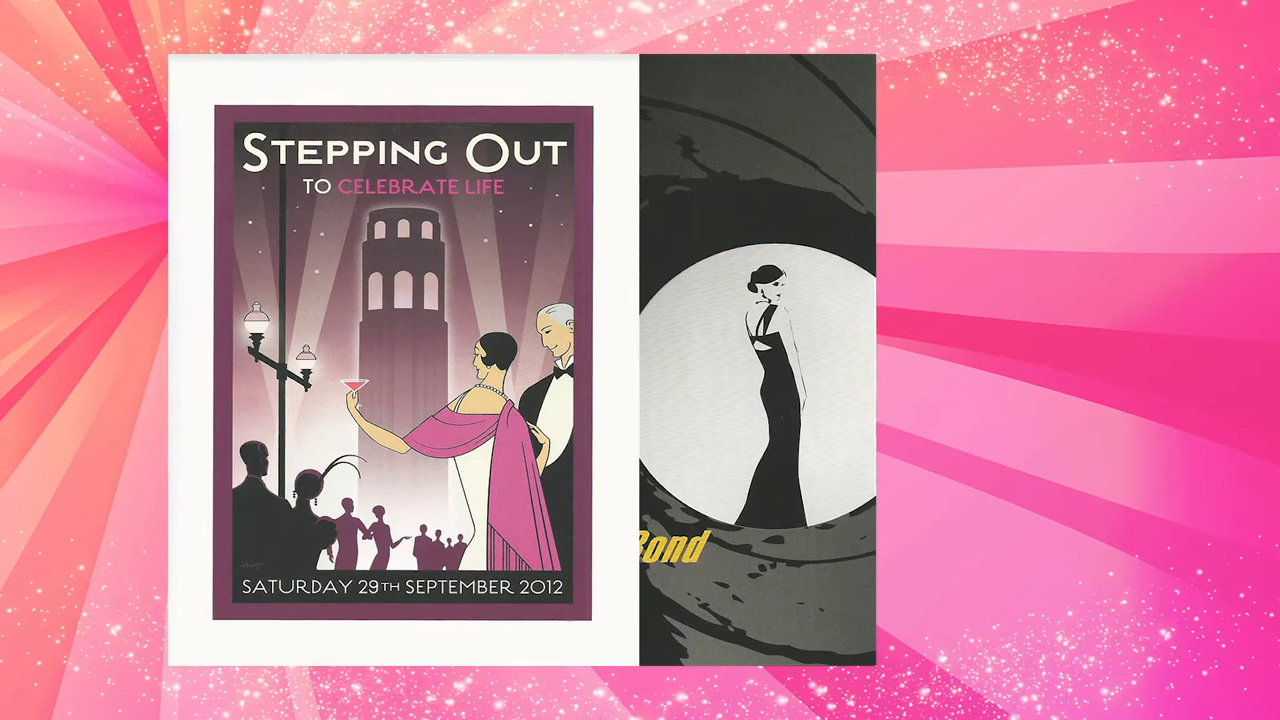 STEPPING OUT
TO CELEBRATE LIFE
SATURDAY 29TH SEPTEMBER 2012
Bond